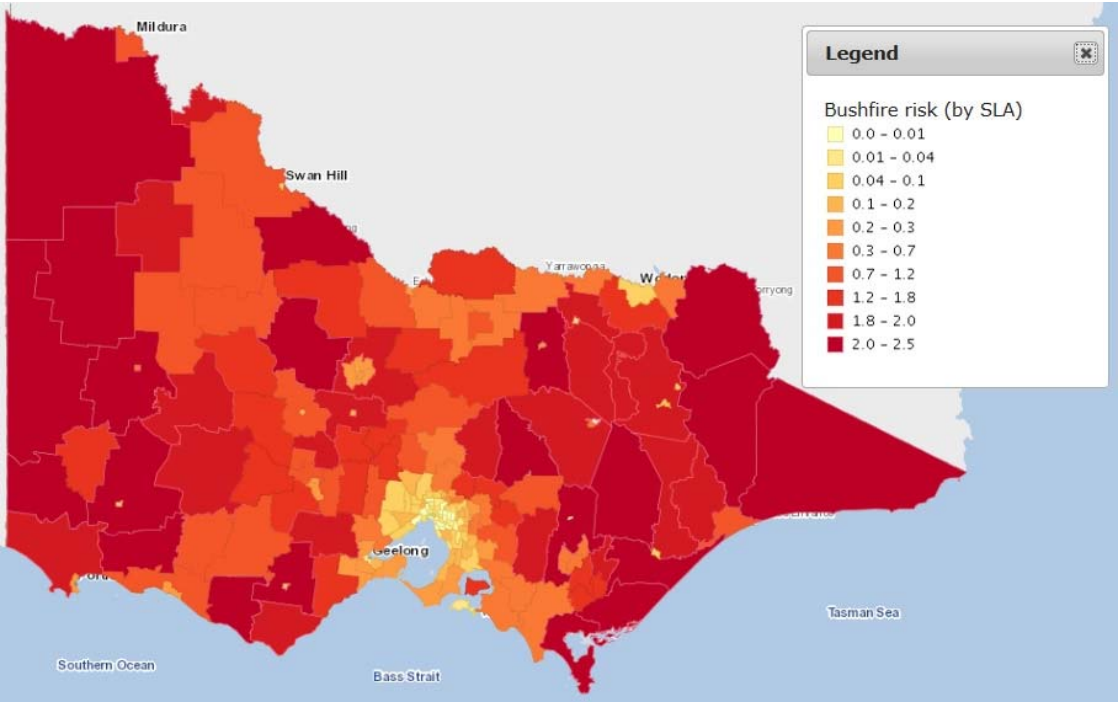 Mildura
Legend
Bushfire risk (by SLA)
0.0 – 0.01
0.01 – 0.04
0.04 – 0.1
0.1 – 0.2
0.2 – 0.3
0.3 – 0.7
0.7 – 1.2
1.2 – 1.8
1.8 – 2.0
2.0 – 2.5
Swan Hill
Yarrawonga
Geelong
Tasman Sea
Southern Ocean
Bass Strait